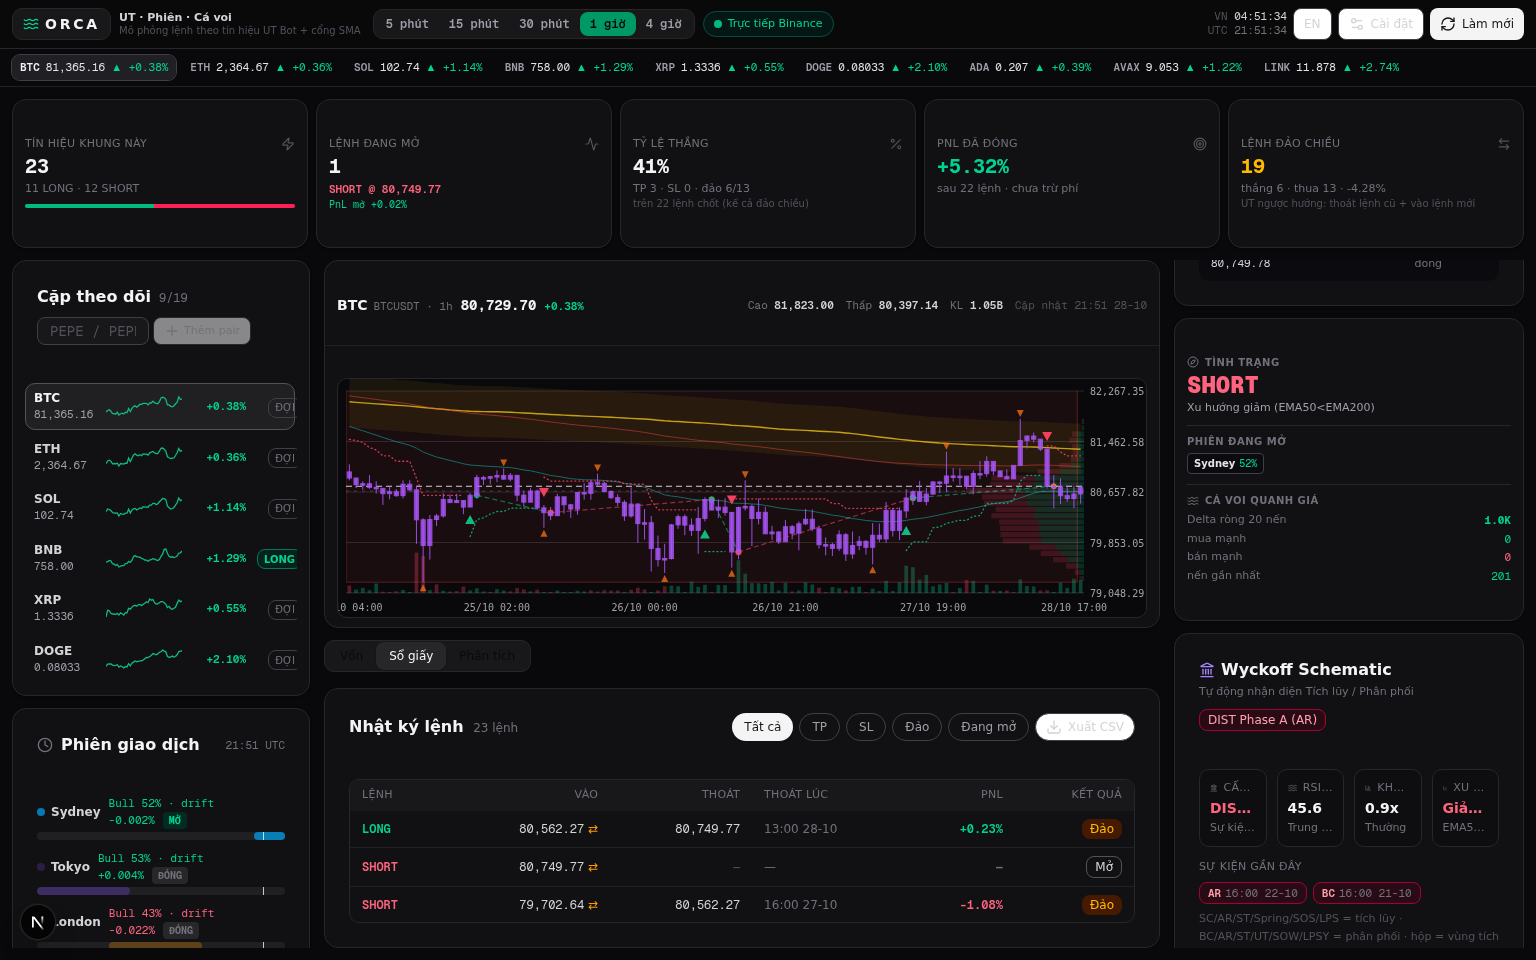 ORCA
UT · Phiên · Cá voi
Mô phỏng lệnh theo tín hiệu UT Bot + cổng SMA
5 phút 15 phút 30 phút 1 giờ 4 giờ
Trực tiếp Binance
VN 04:51:34
UTC 21:51:34
EN
Cài đặt
Làm mới
BTC 81,365.16 ▲ +0.38% ETH 2,364.67 ▲ +0.36% SOL 102.74 ▲ +1.14% BNB 758.00 ▲ +1.29% XRP 1.3336 ▲ +0.55% DOGE 0.08033 ▲ +2.10% ADA 0.207 ▲ +0.39% AVAX 9.053 ▲ +1.22% LINK 11.878 ▲ +2.74%
TÍN HIỆU KHUNG NÀY
23
11 LONG · 12 SHORT
LỆNH ĐANG MỞ
1
SHORT @ 80,749.77
PnL mở +0.02%
TỶ LỆ THẮNG
41%
TP 3 · SL 0 · đảo 6/13
trên 22 lệnh chốt (kể cả đảo chiều)
PNL ĐÃ ĐÓNG
+5.32%
sau 22 lệnh · chưa trừ phí
LỆNH ĐẢO CHIỀU
19
thắng 6 · thua 13 · -4.28%
UT ngược hướng: thoát lệnh cũ + vào lệnh mới
Cặp theo dõi 9/19
PEPE / PEPI
Thêm pair
BTC
81,365.16
+0.38%
ĐỢI
ETH
2,364.67
+0.36%
ĐỢI
SOL
102.74
+1.14%
ĐỢI
BNB
758.00
+1.29%
LONG
XRP
1.3336
+0.55%
ĐỢI
DOGE
0.08033
+2.10%
ĐỢI
Phiên giao dịch
21:51 UTC
Sydney
Bull 52% · drift
-0.002% MỞ
Tokyo
Bull 53% · drift
+0.004% ĐÓNG
London
Bull 43% · drift
-0.022% ĐÓNG
N
BTC BTCUSDT · 1h 80,729.70 +0.38%
Cao 81,823.00 Thấp 80,397.14 KL 1.05B Cập nhật 21:51 28-10
82,267.35
81,462.58
80,657.82
79,853.05
79,048.29
04:00
25/10 02:00
26/10 00:00
26/10 21:00
27/10 19:00
28/10 17:00
Vốn
Sổ giấy
Phân tích
Nhật ký lệnh 23 lệnh
Tất cả TP SL Đảo Đang mở Xuất CSV
LỆNH VÀO THOÁT THOÁT LÚC PNL KẾT QUẢ
LONG 80,562.27 ⇄ 80,749.77 13:00 28-10 +0.23% Đảo
SHORT 80,749.77 ⇄ — — — Mở
SHORT 79,702.64 ⇄ 80,562.27 16:00 27-10 -1.08% Đảo
80,749.78
đóng
TÌNH TRẠNG
SHORT
Xu hướng giảm (EMA50<EMA200)
PHIÊN ĐANG MỞ
Sydney 52%
CÁ VOI QUANH GIÁ
Delta ròng 20 nến 1.0K
mua mạnh 0
bán mạnh 0
nến gần nhất 201
Wyckoff Schematic
Tự động nhận diện Tích lũy / Phân phối
DIST Phase A (AR)
CẤ...
DIS...
Sự kiệ...
RSI...
45.6
Trung ...
KH...
0.9x
Thường
XU ...
Giả...
EMA5...
SỰ KIỆN GẦN ĐÂY
AR 16:00 22-10 BC 16:00 21-10
SC/AR/ST/Spring/SOS/LPS = tích lũy ·
BC/AR/ST/UT/SOW/LPSY = phân phối · hộp = vùng tích